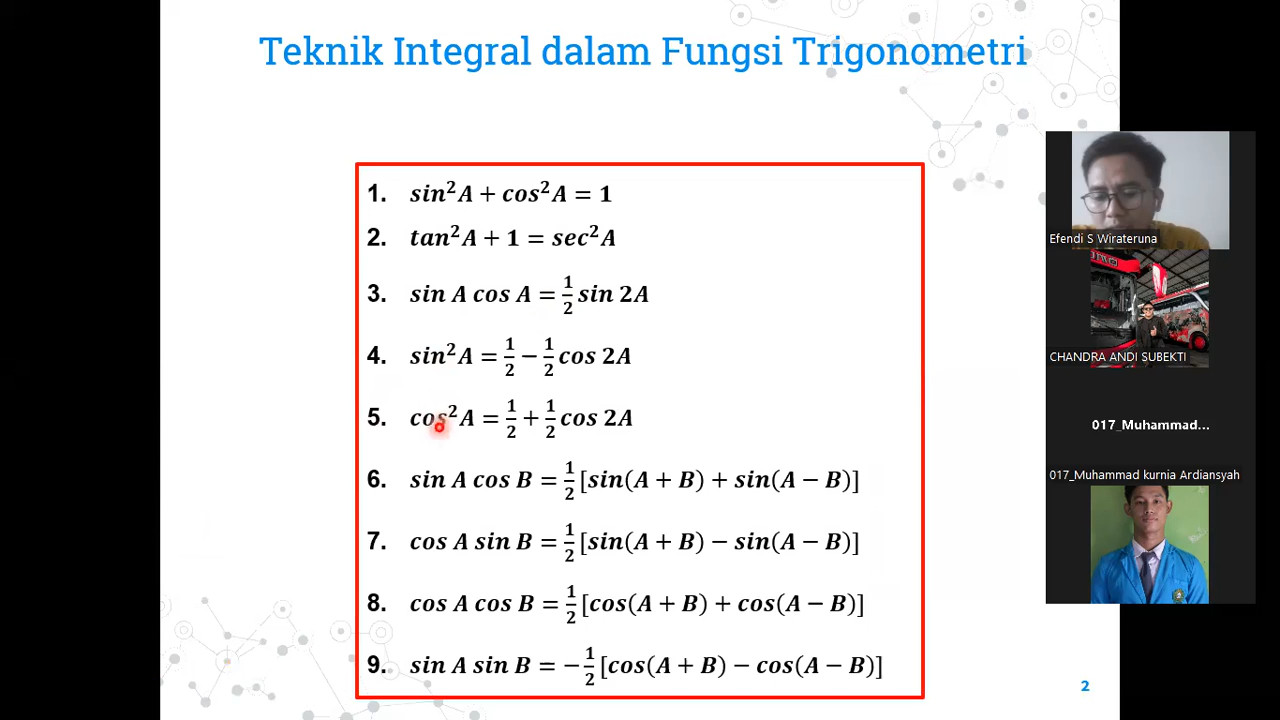 Teknik Integral dalam Fungsi Trigonometri
1. sin²A + cos²A = 1
2. tan²A + 1 = sec²A
3. sin A cos A = 1/2 sin 2A
4. sin²A = 1/2 − 1/2 cos 2A
5. cos²A = 1/2 + 1/2 cos 2A
6. sin A cos B = 1/2 [sin(A + B) + sin(A − B)]
7. cos A sin B = 1/2 [sin(A + B) − sin(A − B)]
8. cos A cos B = 1/2 [cos(A + B) + cos(A − B)]
9. sin A sin B = −1/2 [cos(A + B) − cos(A − B)]
2
Efendi S Wirateruna
CHANDRA ANDI SUBEKTI
017_Muhammad...
017_Muhammad kurnia Ardiansyah